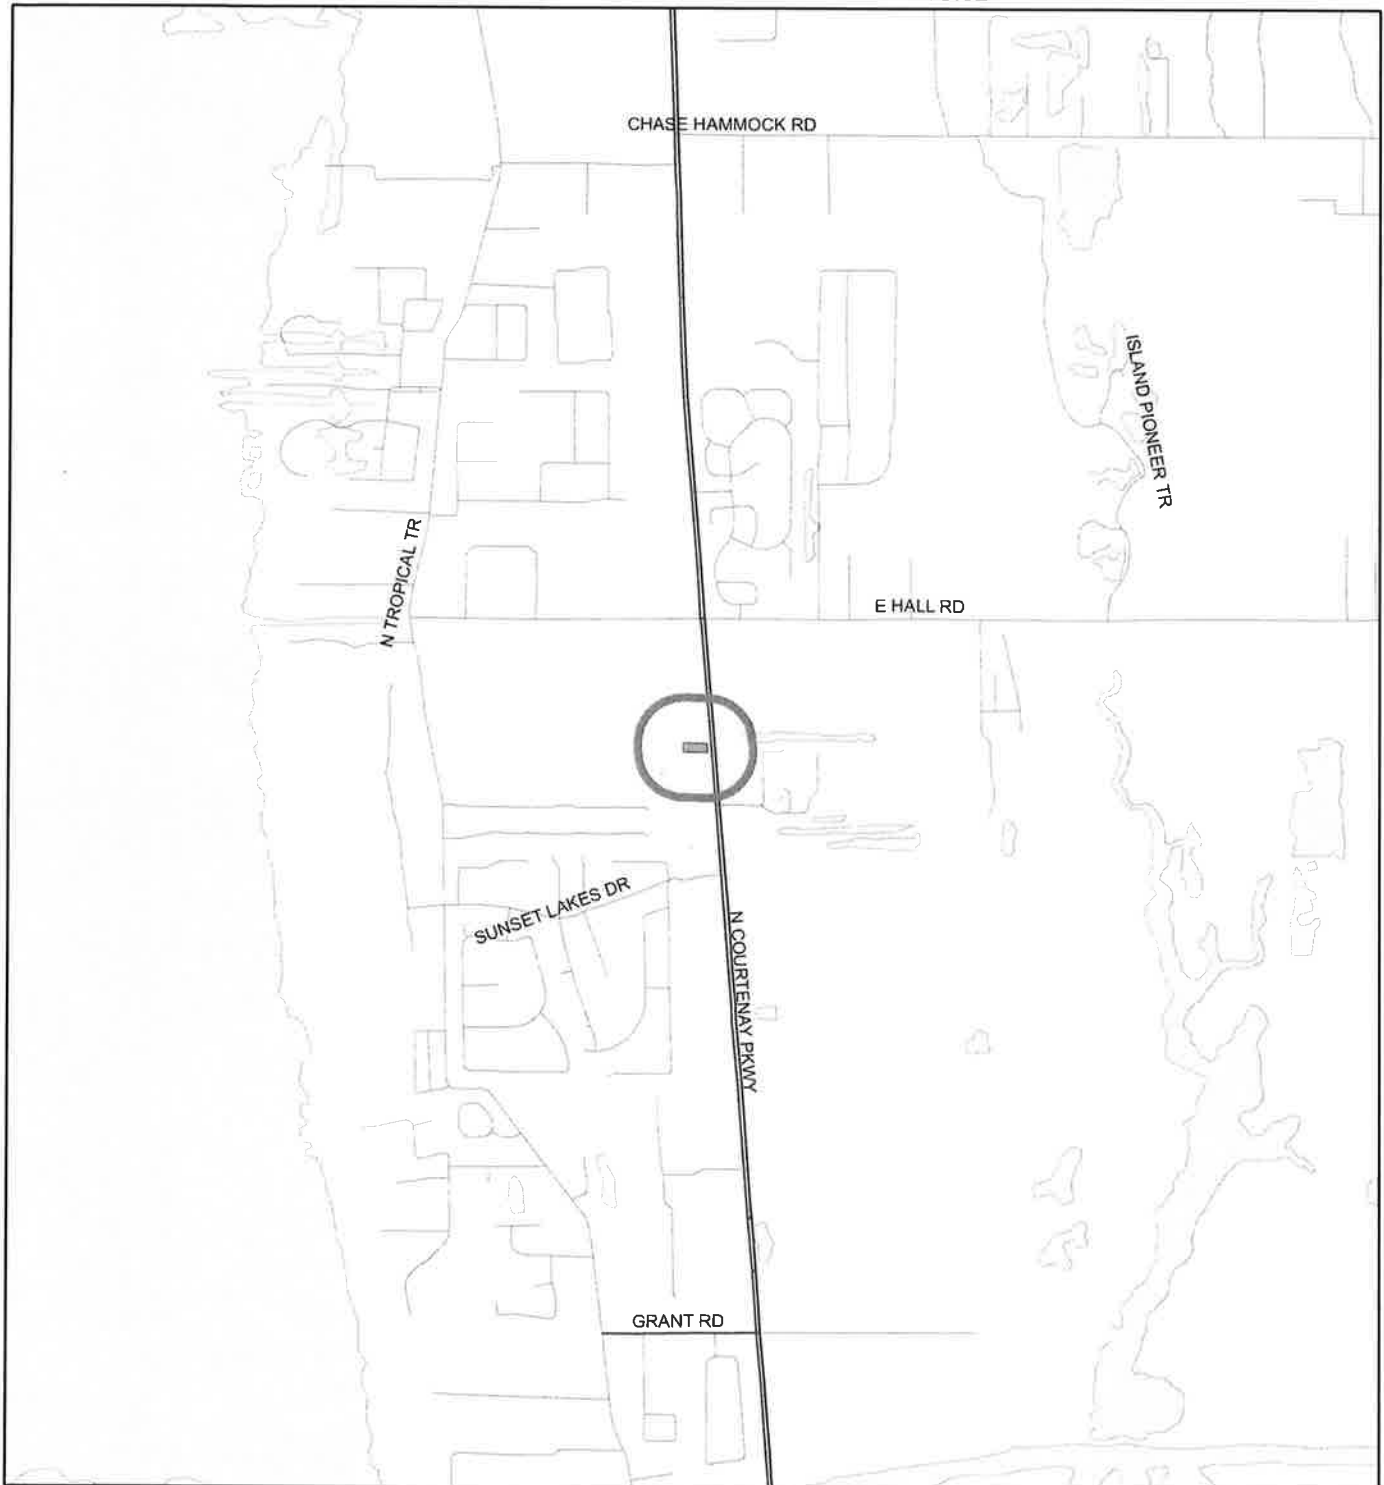 CHASE HAMMOCK RD
ISLAND PIONEER TR
N TROPICAL TR
E HALL RD
SUNSET LAKES DR
N COURTENAY PKWY
GRANT RD